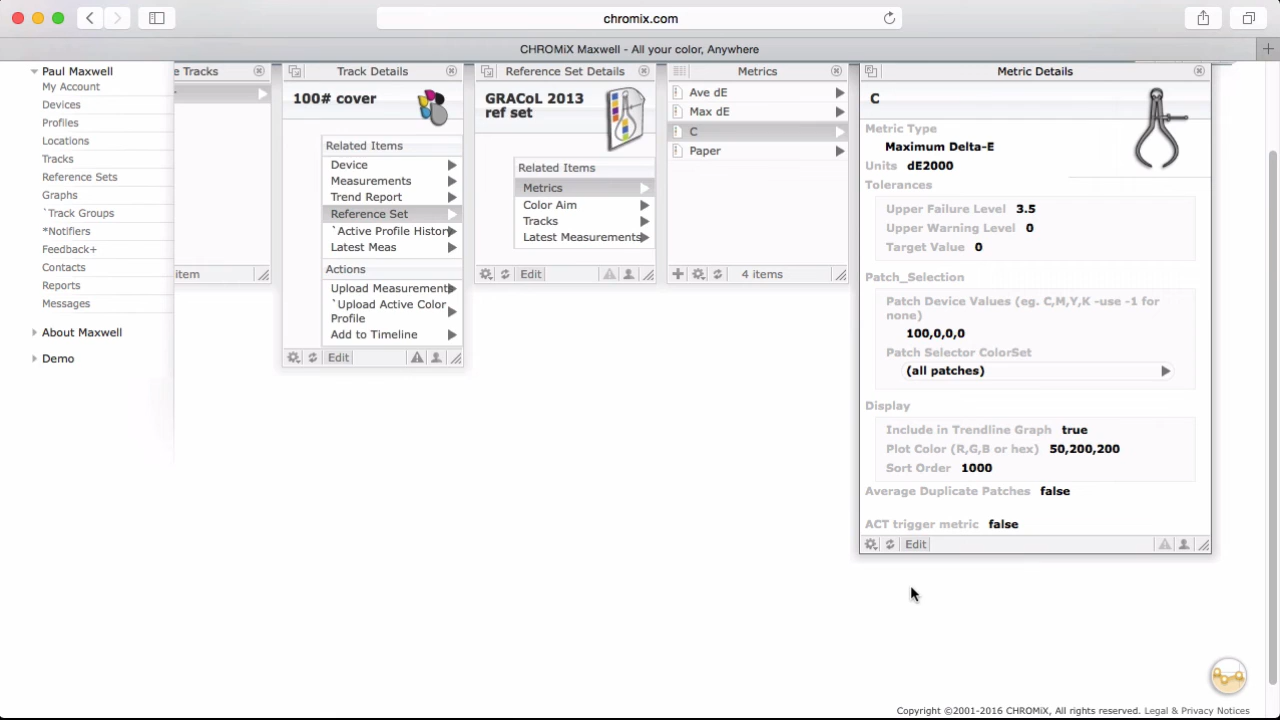 chromix.com
CHROMiX Maxwell - All your color, Anywhere
Paul Maxwell
My Account
Devices
Profiles
Locations
Tracks
Reference Sets
Graphs
`Track Groups
*Notifiers
Feedback+
Contacts
Reports
Messages
About Maxwell
Demo
e Tracks
item
Track Details
100# cover
Related Items
Device
Measurements
Trend Report
Reference Set
`Active Profile Histor
Latest Meas
Actions
Upload Measurement
`Upload Active Color
Profile
Add to Timeline
Edit
Reference Set Details
GRACoL 2013
ref set
Related Items
Metrics
Color Aim
Tracks
Latest Measurements
Edit
Metrics
Ave dE
Max dE
C
Paper
4 items
Metric Details
C
Metric Type
Maximum Delta-E
Units dE2000
Tolerances
Upper Failure Level 3.5
Upper Warning Level 0
Target Value 0
Patch_Selection
Patch Device Values (eg. C,M,Y,K -use -1 for
none)
100,0,0,0
Patch Selector ColorSet
(all patches)
Display
Include in Trendline Graph true
Plot Color (R,G,B or hex) 50,200,200
Sort Order 1000
Average Duplicate Patches false
ACT trigger metric false
Edit
Copyright ©2001-2016 CHROMiX, All rights reserved. Legal & Privacy Notices